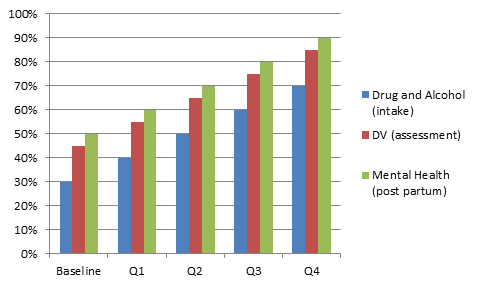 100%
90%
80%
70%
60%
50%
40%
30%
20%
10%
0%
Baseline Q1 Q2 Q3 Q4
Drug and Alcohol
(intake)
DV (assessment)
Mental Health
(post partum)